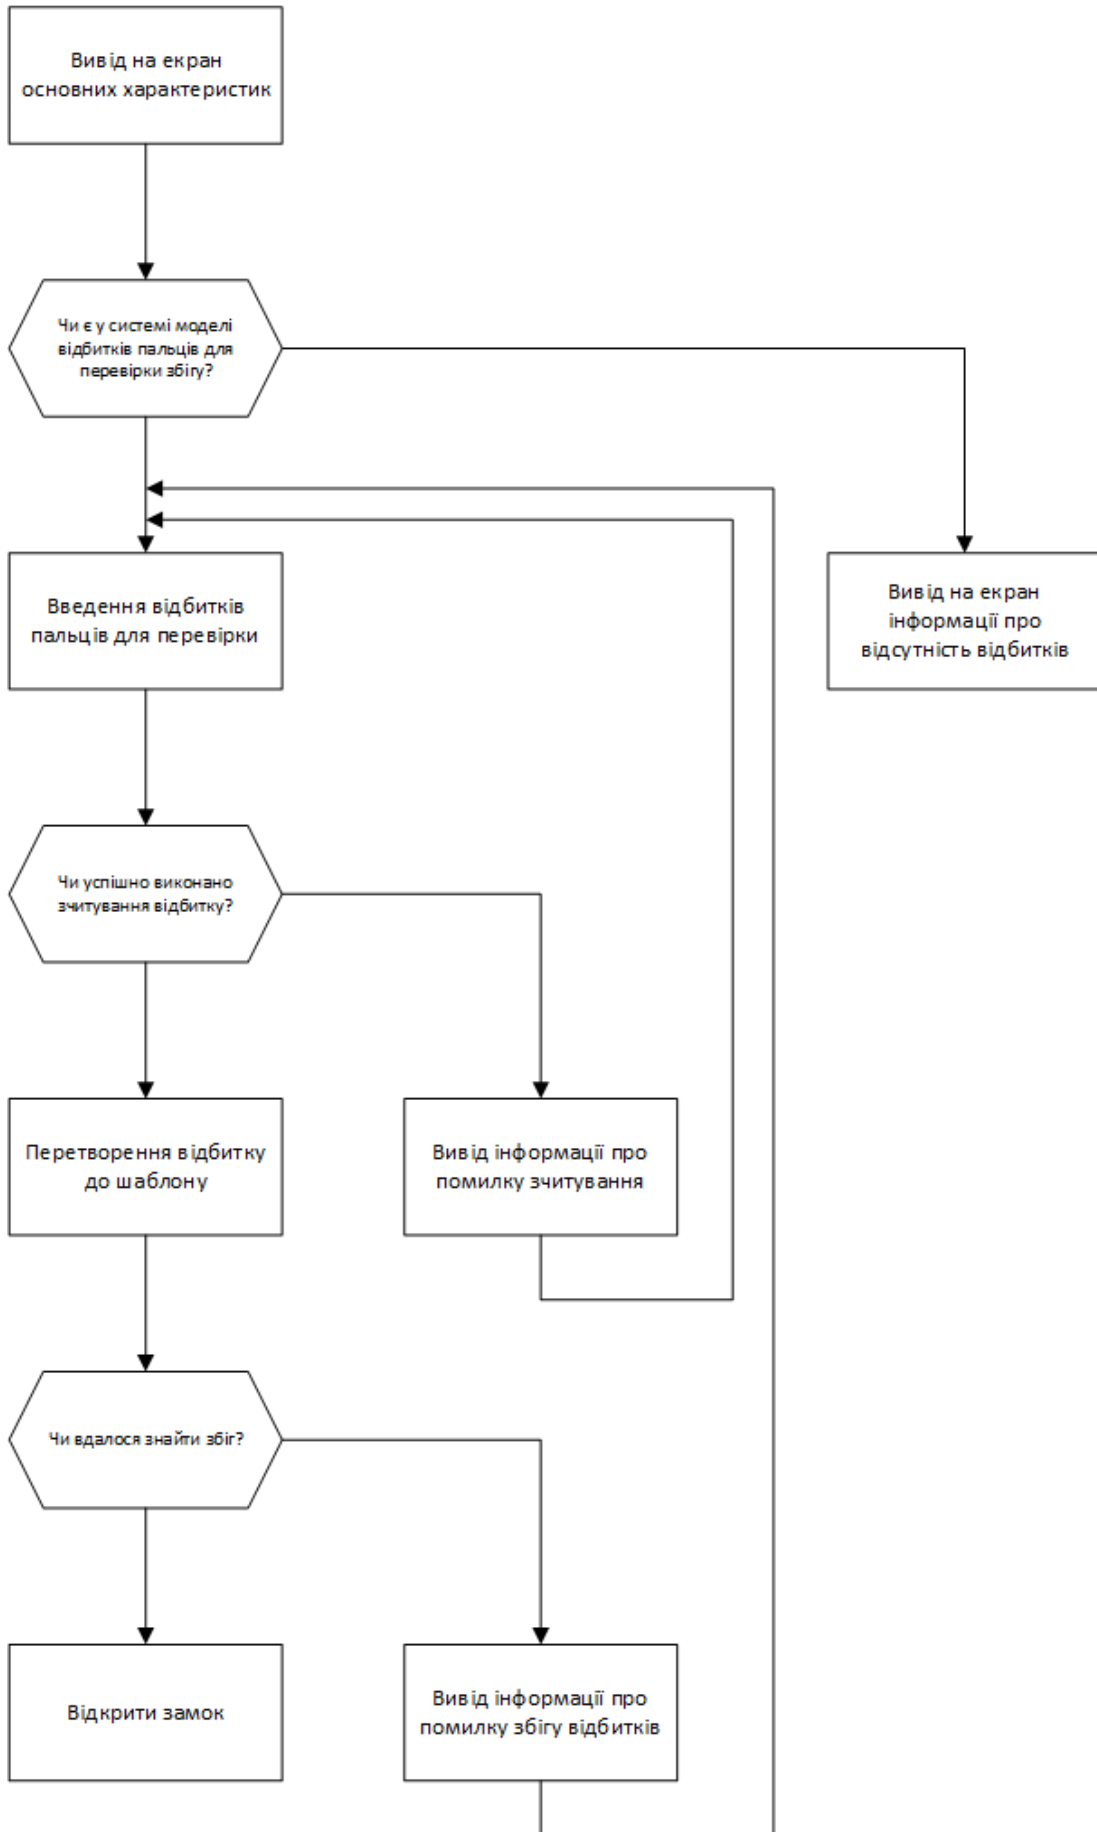 Вивід на екран
основних характеристик
Чи є у системі моделі
відбитків пальців для
перевірки збігу?
Введення відбитків
пальців для перевірки
Вивід на екран
інформації про
відсутність відбитків
Чи успішно виконано
зчитування відбитку?
Перетворення відбитку
до шаблону
Вивід інформації про
помилку зчитування
Чи вдалося знайти збіг?
Відкрити замок
Вивід інформації про
помилку збігу відбитків